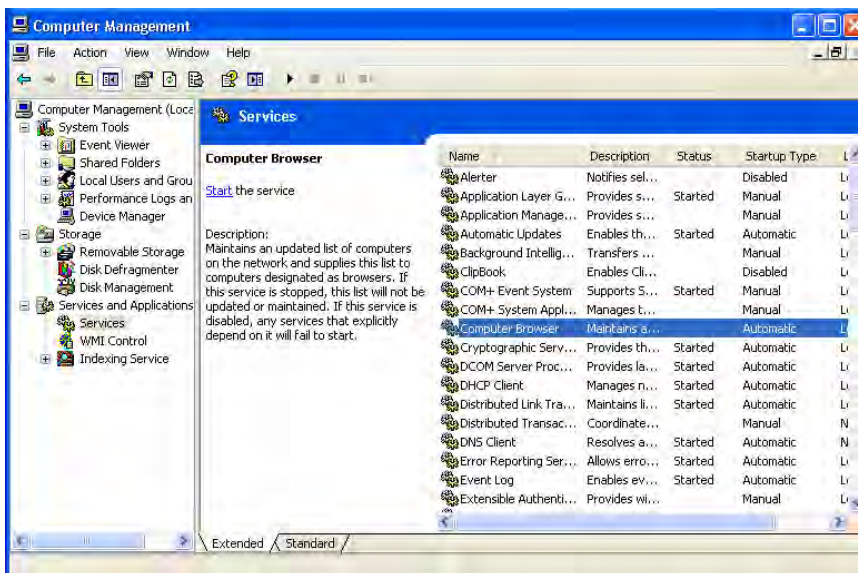 Computer Management
File Action View Window Help
Computer Management (Loca
System Tools
Event Viewer
Shared Folders
Local Users and Grou
Performance Logs an
Device Manager
Storage
Removable Storage
Disk Defragmenter
Disk Management
Services and Applications
Services
WMI Control
Indexing Service
Services
Computer Browser
Start the service
Description:
Maintains an updated list of computers
on the network and supplies this list to
computers designated as browsers. If
this service is stopped, this list will not be
updated or maintained. If this service is
disabled, any services that explicitly
depend on it will fail to start.
Name Description Status Startup Type L
Alerter Notifies sel... Disabled L
Application Layer G... Provides s... Started Manual L
Application Manage... Provides s... Manual L
Automatic Updates Enables th... Started Automatic L
Background Intellig... Transfers ... Manual L
ClipBook Enables Cli... Disabled L
COM+ Event System Supports S... Started Manual L
COM+ System Appl... Manages t... Manual L
Computer Browser Maintains a... Automatic L
Cryptographic Serv... Provides th... Started Automatic L
DCOM Server Proc... Provides la... Started Automatic L
DHCP Client Manages n... Started Automatic L
Distributed Link Tra... Maintains li... Started Automatic L
Distributed Transac... Coordinate... Manual N
DNS Client Resolves a... Started Automatic N
Error Reporting Ser... Allows erro... Started Automatic L
Event Log Enables ev... Started Automatic L
Extensible Authenti... Provides wi... Manual L
Extended Standard